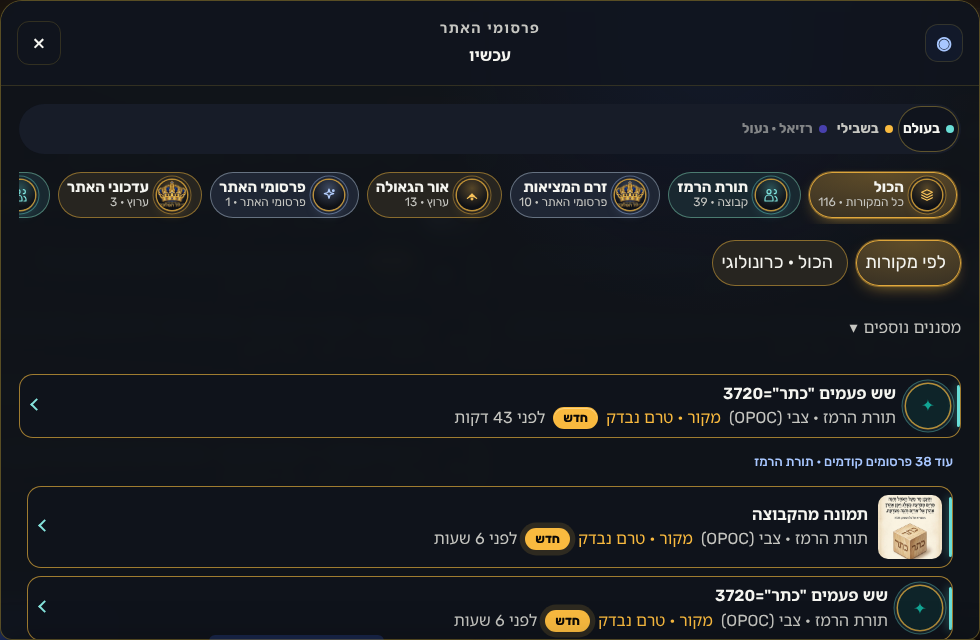 פרסומי האתר
עכשיו
בעולם
בשבילי
רזיאל • נעול
הכול
כל המקורות • 116
תורת הרמז
קבוצה • 39
זרם המציאות
פרסומי האתר • 10
אור הגאולה
ערוץ • 13
פרסומי האתר
פרסומי האתר • 1
עדכוני האתר
ערוץ • 3
לפי מקורות
הכול • כרונולוגי
מסננים נוספים ▼
שש פעמים "כתר"=3720
תורת הרמז • צבי (OPOC) מקור • טרם נבדק חדש לפני 43 דקות
עוד 38 פרסומים קודמים • תורת הרמז
תמונה מהקבוצה
תורת הרמז • צבי (OPOC) מקור • טרם נבדק חדש לפני 6 שעות
כתר
כתר
שש פעמים "כתר"=3720
תורת הרמז • צבי (OPOC) מקור • טרם נבדק חדש לפני 6 שעות